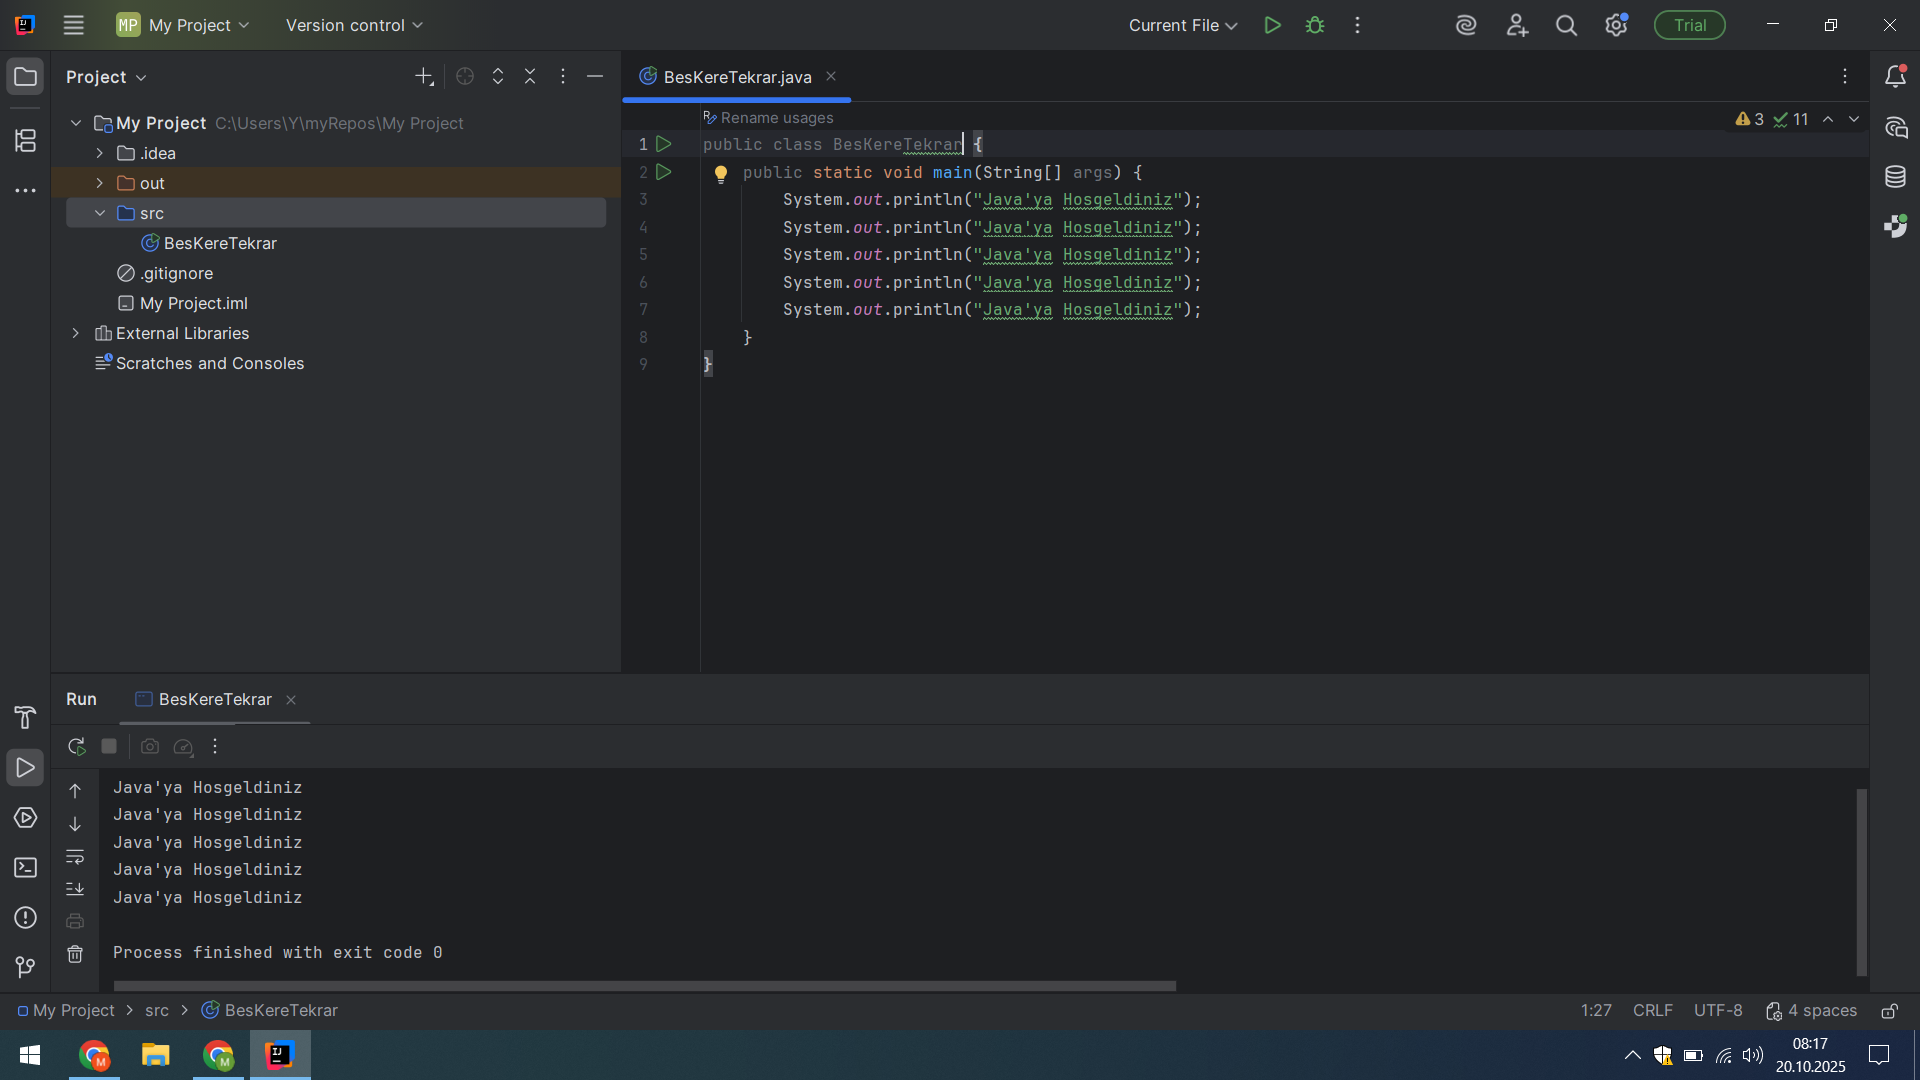 MP My Project
Version control
Current File
Trial
Project
BesKereTekrar.java
My Project C:\Users\Y\myRepos\My Project
.idea
out
src
BesKereTekrar
.gitignore
My Project.iml
External Libraries
Scratches and Consoles
Rename usages
3 11
1 public class BesKereTekrar {
2 public static void main(String[] args) {
3 System.out.println("Java'ya Hosgeldiniz");
4 System.out.println("Java'ya Hosgeldiniz");
5 System.out.println("Java'ya Hosgeldiniz");
6 System.out.println("Java'ya Hosgeldiniz");
7 System.out.println("Java'ya Hosgeldiniz");
8 }
9 }
Run BesKereTekrar
Java'ya Hosgeldiniz
Java'ya Hosgeldiniz
Java'ya Hosgeldiniz
Java'ya Hosgeldiniz
Java'ya Hosgeldiniz
Process finished with exit code 0
My Project > src > BesKereTekrar
1:27 CRLF UTF-8 4 spaces
08:17
20.10.2025